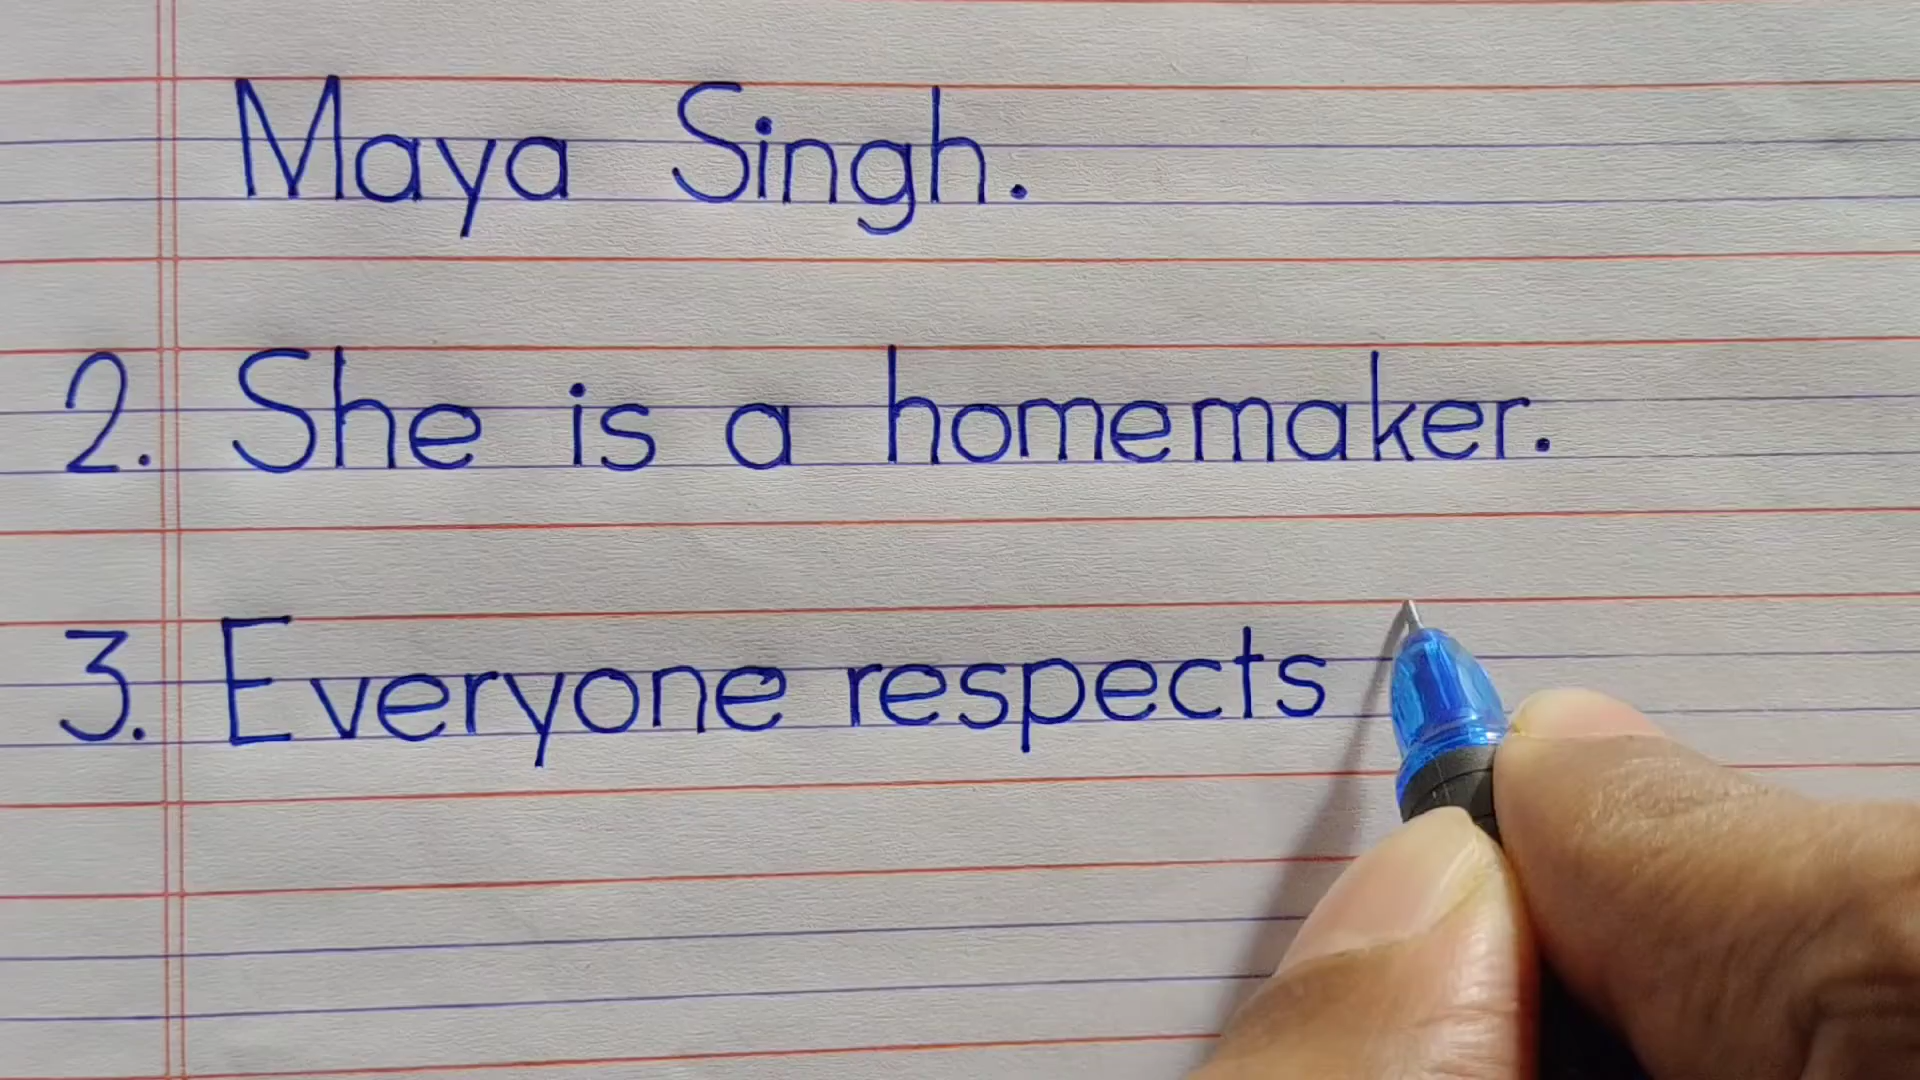 Maya Singh.
2. She is a homemaker.
3. Everyone respects